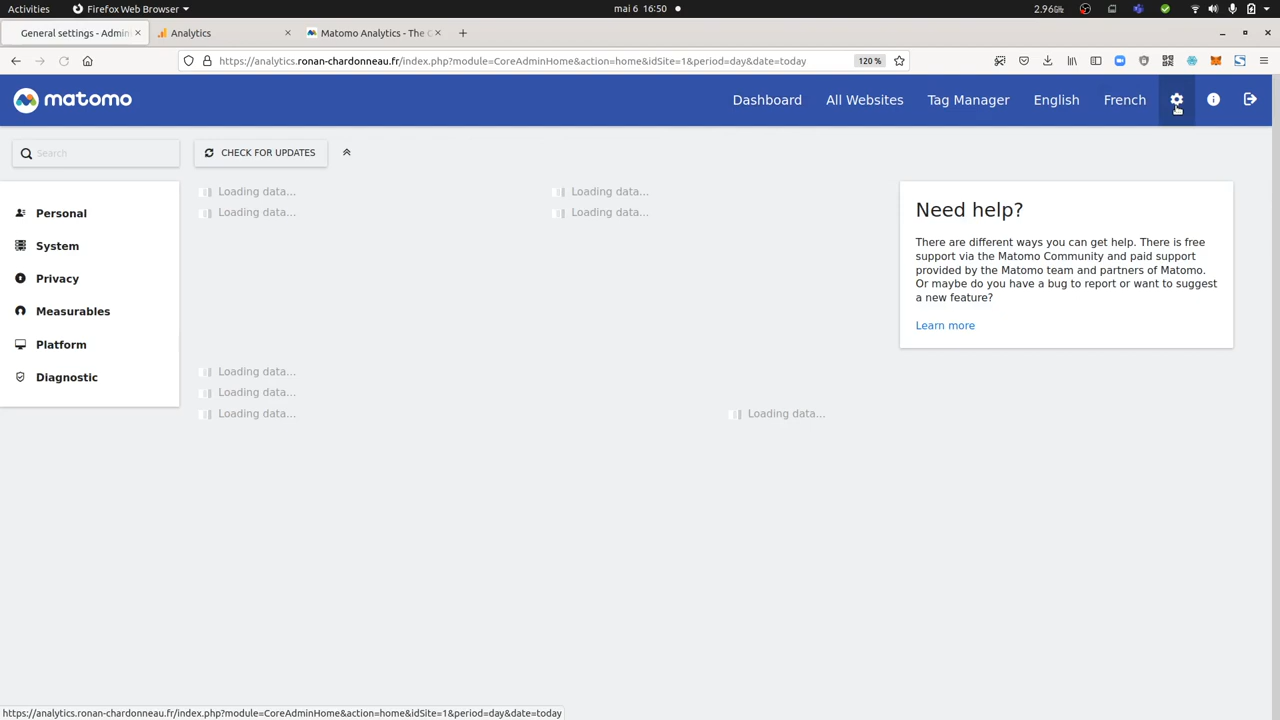 Activities
Firefox Web Browser
mai 6 16:50
2.96GHz
General settings - Admin
Analytics
Matomo Analytics - The G
https://analytics.ronan-chardonneau.fr/index.php?module=CoreAdminHome&action=home&idSite=1&period=day&date=today
120 %
matomo
Dashboard
All Websites
Tag Manager
English
French
Search
CHECK FOR UPDATES
Personal
System
Privacy
Measurables
Platform
Diagnostic
Loading data...
Loading data...
Loading data...
Loading data...
Loading data...
Loading data...
Loading data...
Loading data...
Need help?
There are different ways you can get help. There is free
support via the Matomo Community and paid support
provided by the Matomo team and partners of Matomo.
Or maybe do you have a bug to report or want to suggest
a new feature?
Learn more
https://analytics.ronan-chardonneau.fr/index.php?module=CoreAdminHome&action=home&idSite=1&period=day&date=today